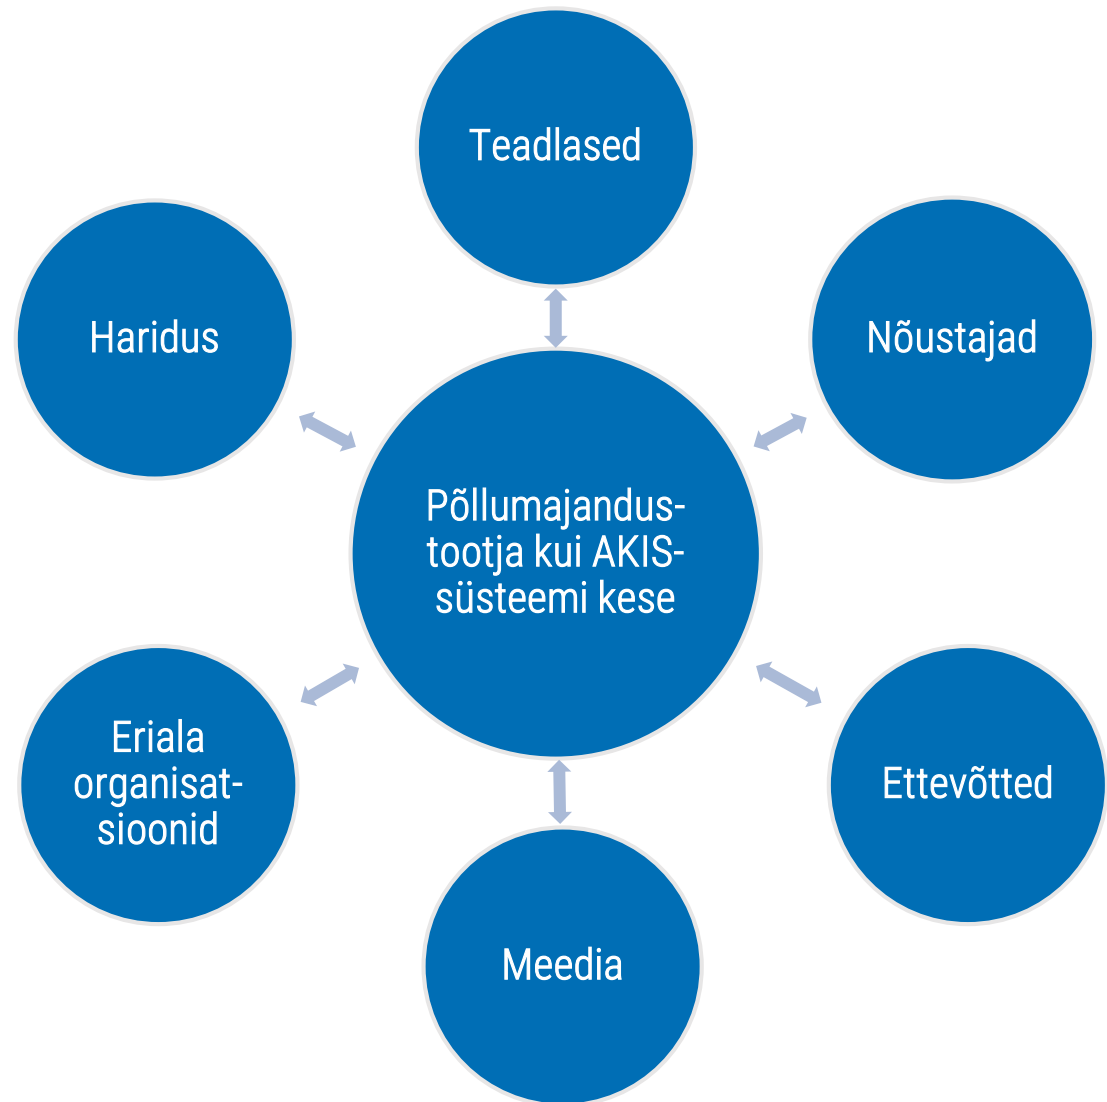 Teadlased
Haridus
Nõustajad
Põllumajandus-
tootja kui AKIS-
süsteemi kese
Eriala
organisat-
sioonid
Ettevõtted
Meedia